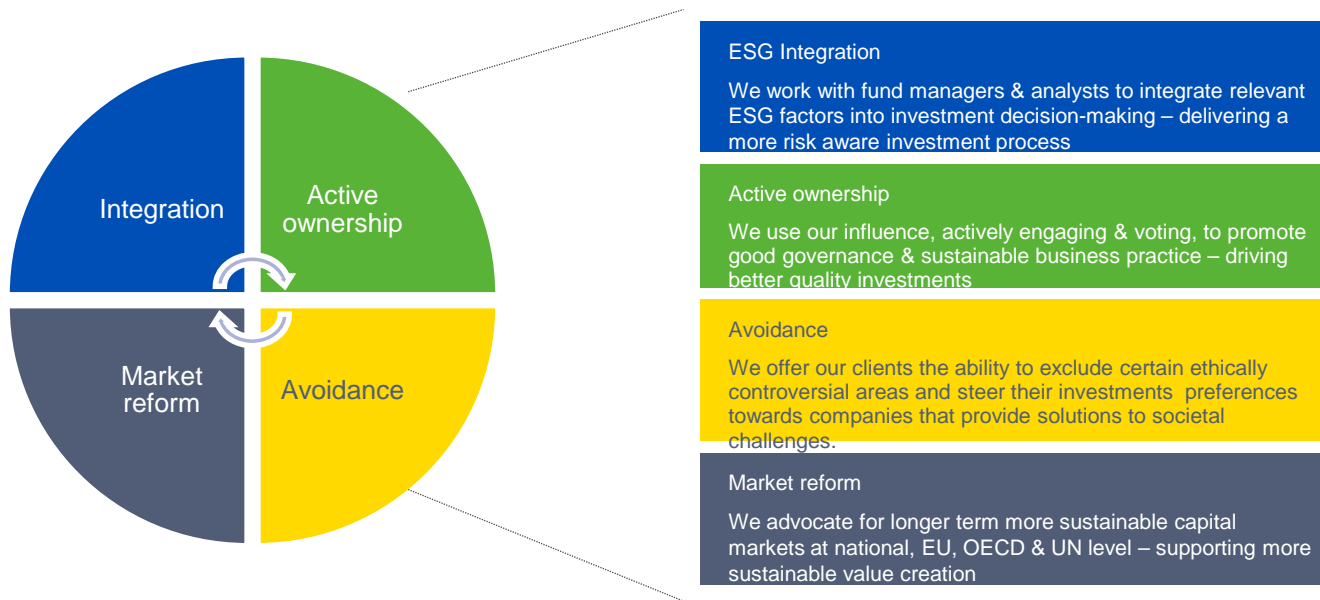 Integration
Active
ownership
Market
reform
Avoidance
ESG Integration
We work with fund managers & analysts to integrate relevant
ESG factors into investment decision-making – delivering a
more risk aware investment process
Active ownership
We use our influence, actively engaging & voting, to promote
good governance & sustainable business practice – driving
better quality investments
Avoidance
We offer our clients the ability to exclude certain ethically
controversial areas and steer their investments  preferences
towards companies that provide solutions to societal
challenges.
Market reform
We advocate for longer term more sustainable capital
markets at national, EU, OECD & UN level – supporting more
sustainable value creation